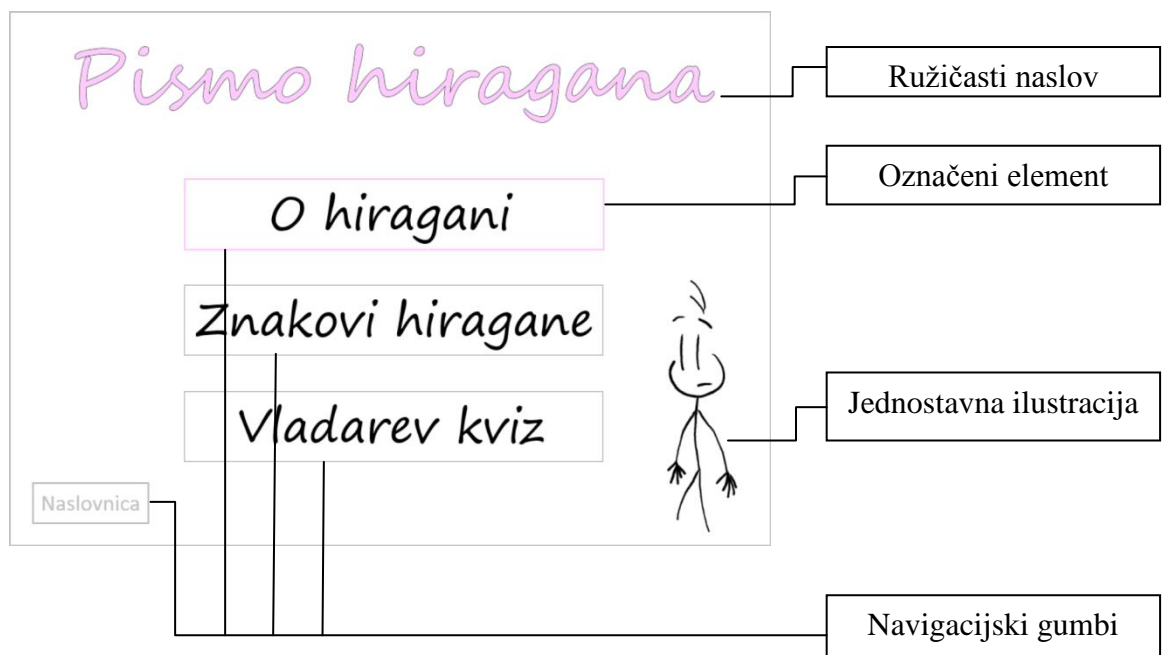 Pismo hiragana
Ružičasti naslov
Označeni element
O hiragani
Znakovi hiragane
Jednostavna ilustracija
Vladarev kviz
Naslovnica
Navigacijski gumbi